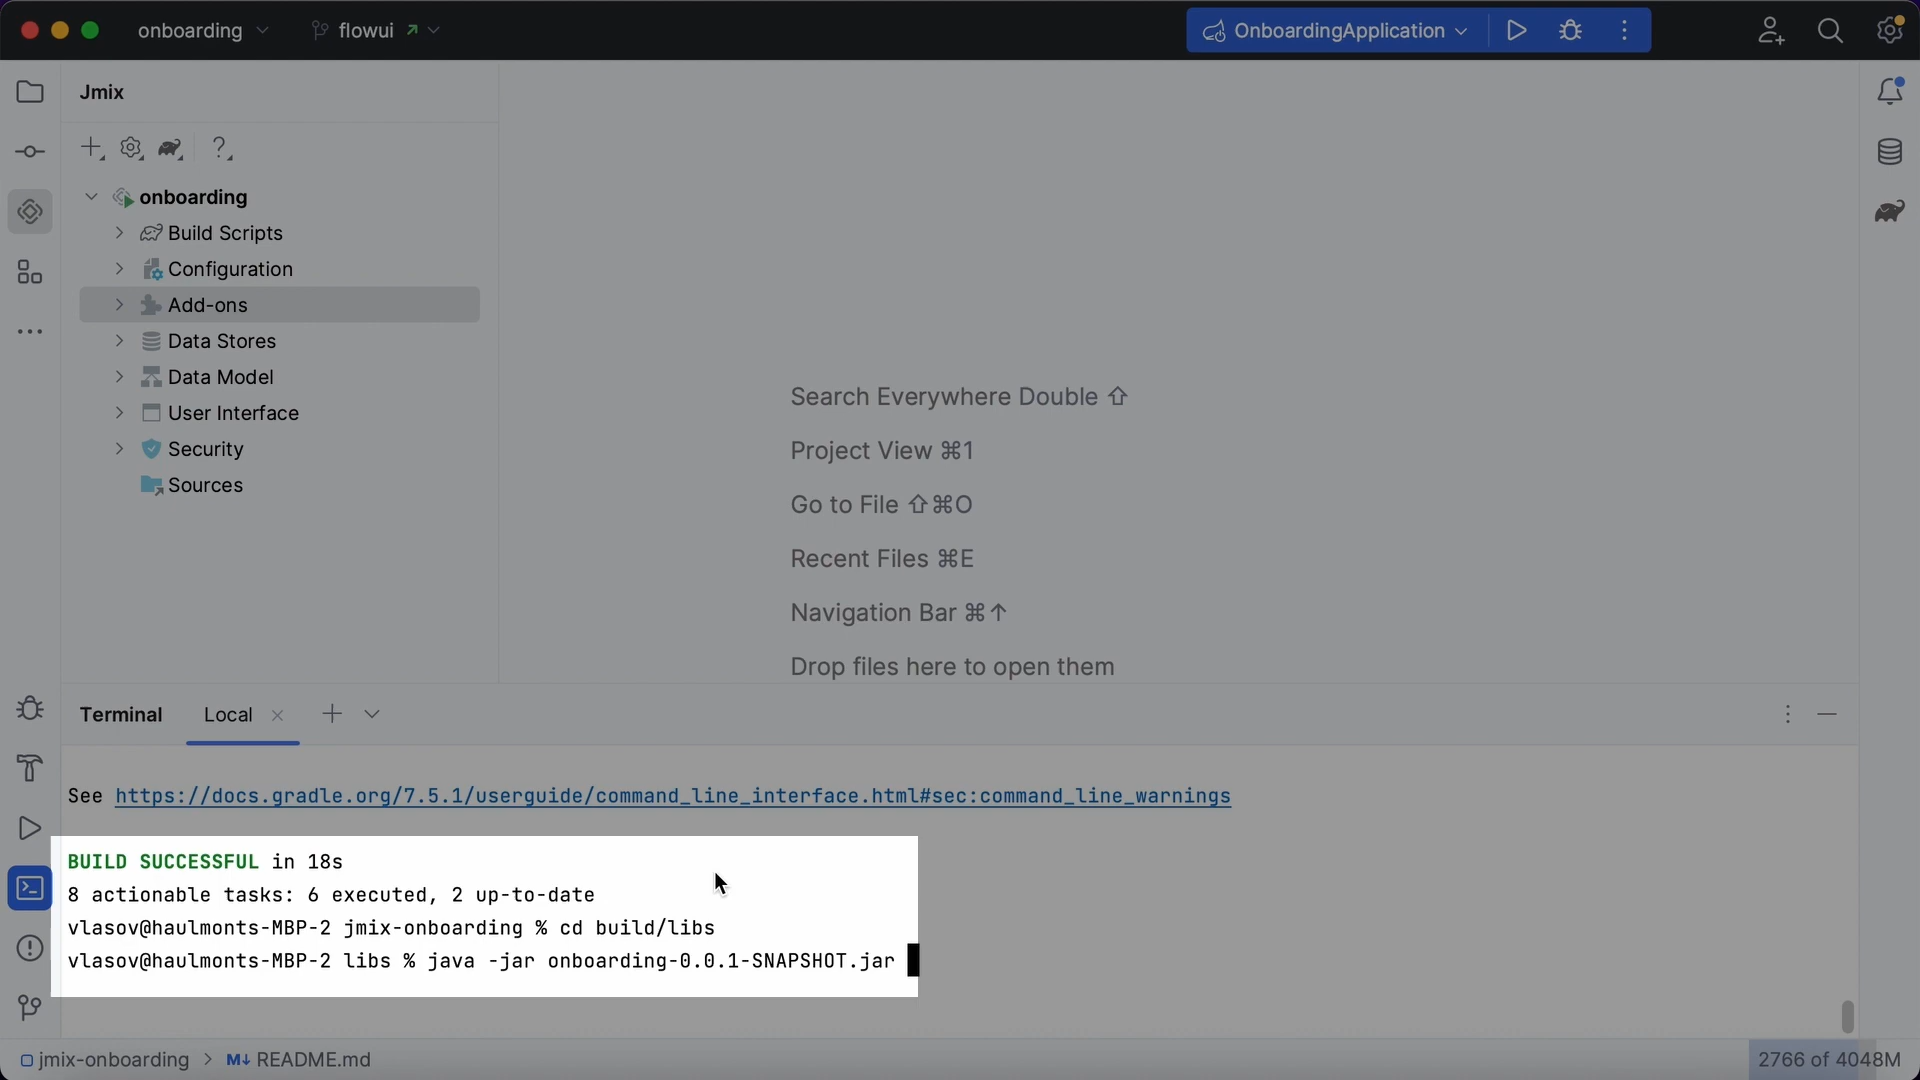 onboarding
flowui
OnboardingApplication
Jmix
onboarding
Build Scripts
Configuration
Add-ons
Data Stores
Data Model
User Interface
Security
Sources
Search Everywhere Double ⇧
Project View ⌘1
Go to File ⇧⌘O
Recent Files ⌘E
Navigation Bar ⌘↑
Drop files here to open them
Terminal Local
See https://docs.gradle.org/7.5.1/userguide/command_line_interface.html#sec:command_line_warnings
BUILD SUCCESSFUL in 18s
8 actionable tasks: 6 executed, 2 up-to-date
vlasov@haulmonts-MBP-2 jmix-onboarding % cd build/libs
vlasov@haulmonts-MBP-2 libs % java -jar onboarding-0.0.1-SNAPSHOT.jar
jmix-onboarding > M↓ README.md
2766 of 4048M